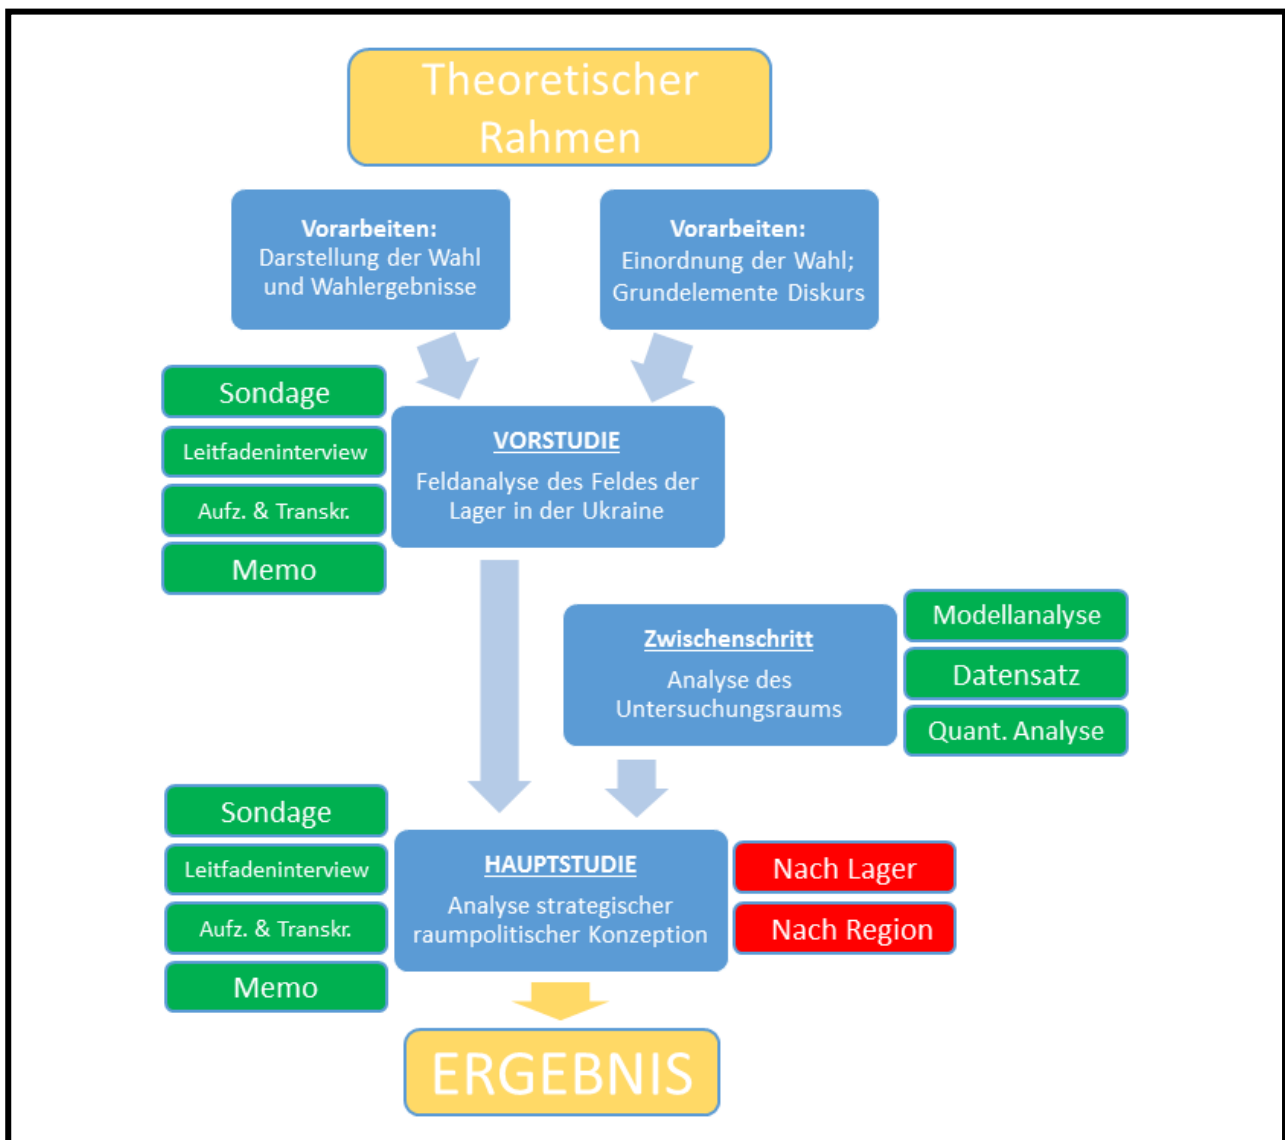 Theoretischer
Rahmen
Vorarbeiten:
Darstellung der Wahl
und Wahlergebnisse
Vorarbeiten:
Einordnung der Wahl;
Grundelemente Diskurs
Sondage
Leitfadeninterview
Aufz. & Transkr.
Memo
VORSTUDIE
Feldanalyse des Feldes der
Lager in der Ukraine
Zwischenschritt
Analyse des
Untersuchungsraums
Modellanalyse
Datensatz
Quant. Analyse
Sondage
Leitfadeninterview
Aufz. & Transkr.
Memo
HAUPTSTUDIE
Analyse strategischer
raumpolitischer Konzeption
Nach Lager
Nach Region
ERGEBNIS